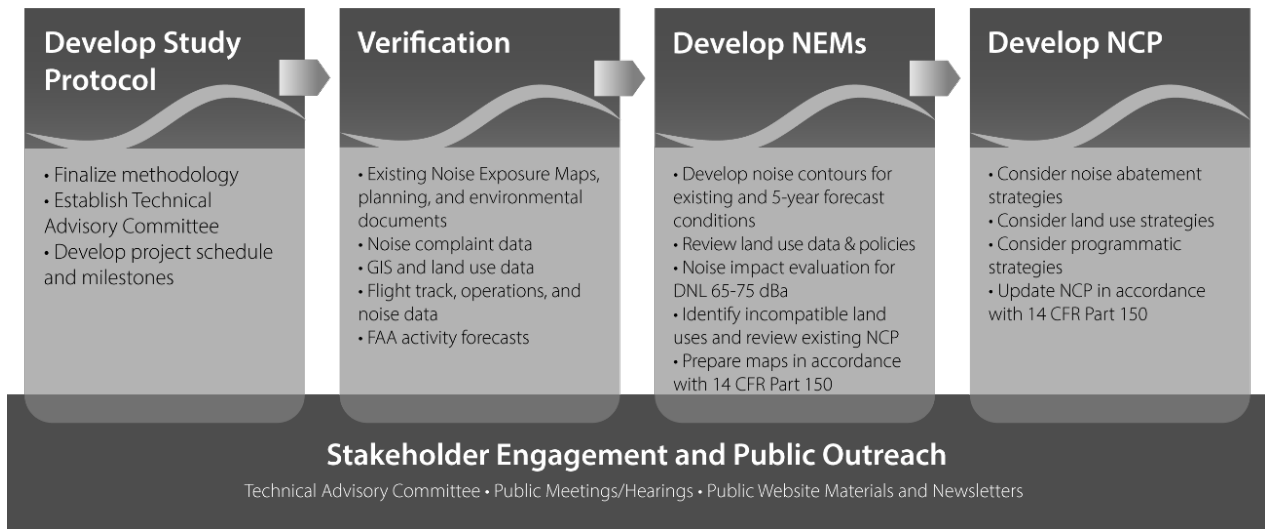 Develop Study
Protocol
• Finalize methodology
• Establish Technical
Advisory Committee
• Develop project schedule
and milestones
Verification
• Existing Noise Exposure Maps,
planning, and environmental
documents
• Noise complaint data
• GIS and land use data
• Flight track, operations, and
noise data
• FAA activity forecasts
Develop NEMs
• Develop noise contours for
existing and 5-year forecast
conditions
• Review land use data & policies
• Noise impact evaluation for
DNL 65-75 dBa
• Identify incompatible land
uses and review existing NCP
• Prepare maps in accordance
with 14 CFR Part 150
Develop NCP
• Consider noise abatement
strategies
• Consider land use strategies
• Consider programmatic
strategies
• Update NCP in accordance
with 14 CFR Part 150
Stakeholder Engagement and Public Outreach
Technical Advisory Committee • Public Meetings/Hearings • Public Website Materials and Newsletters